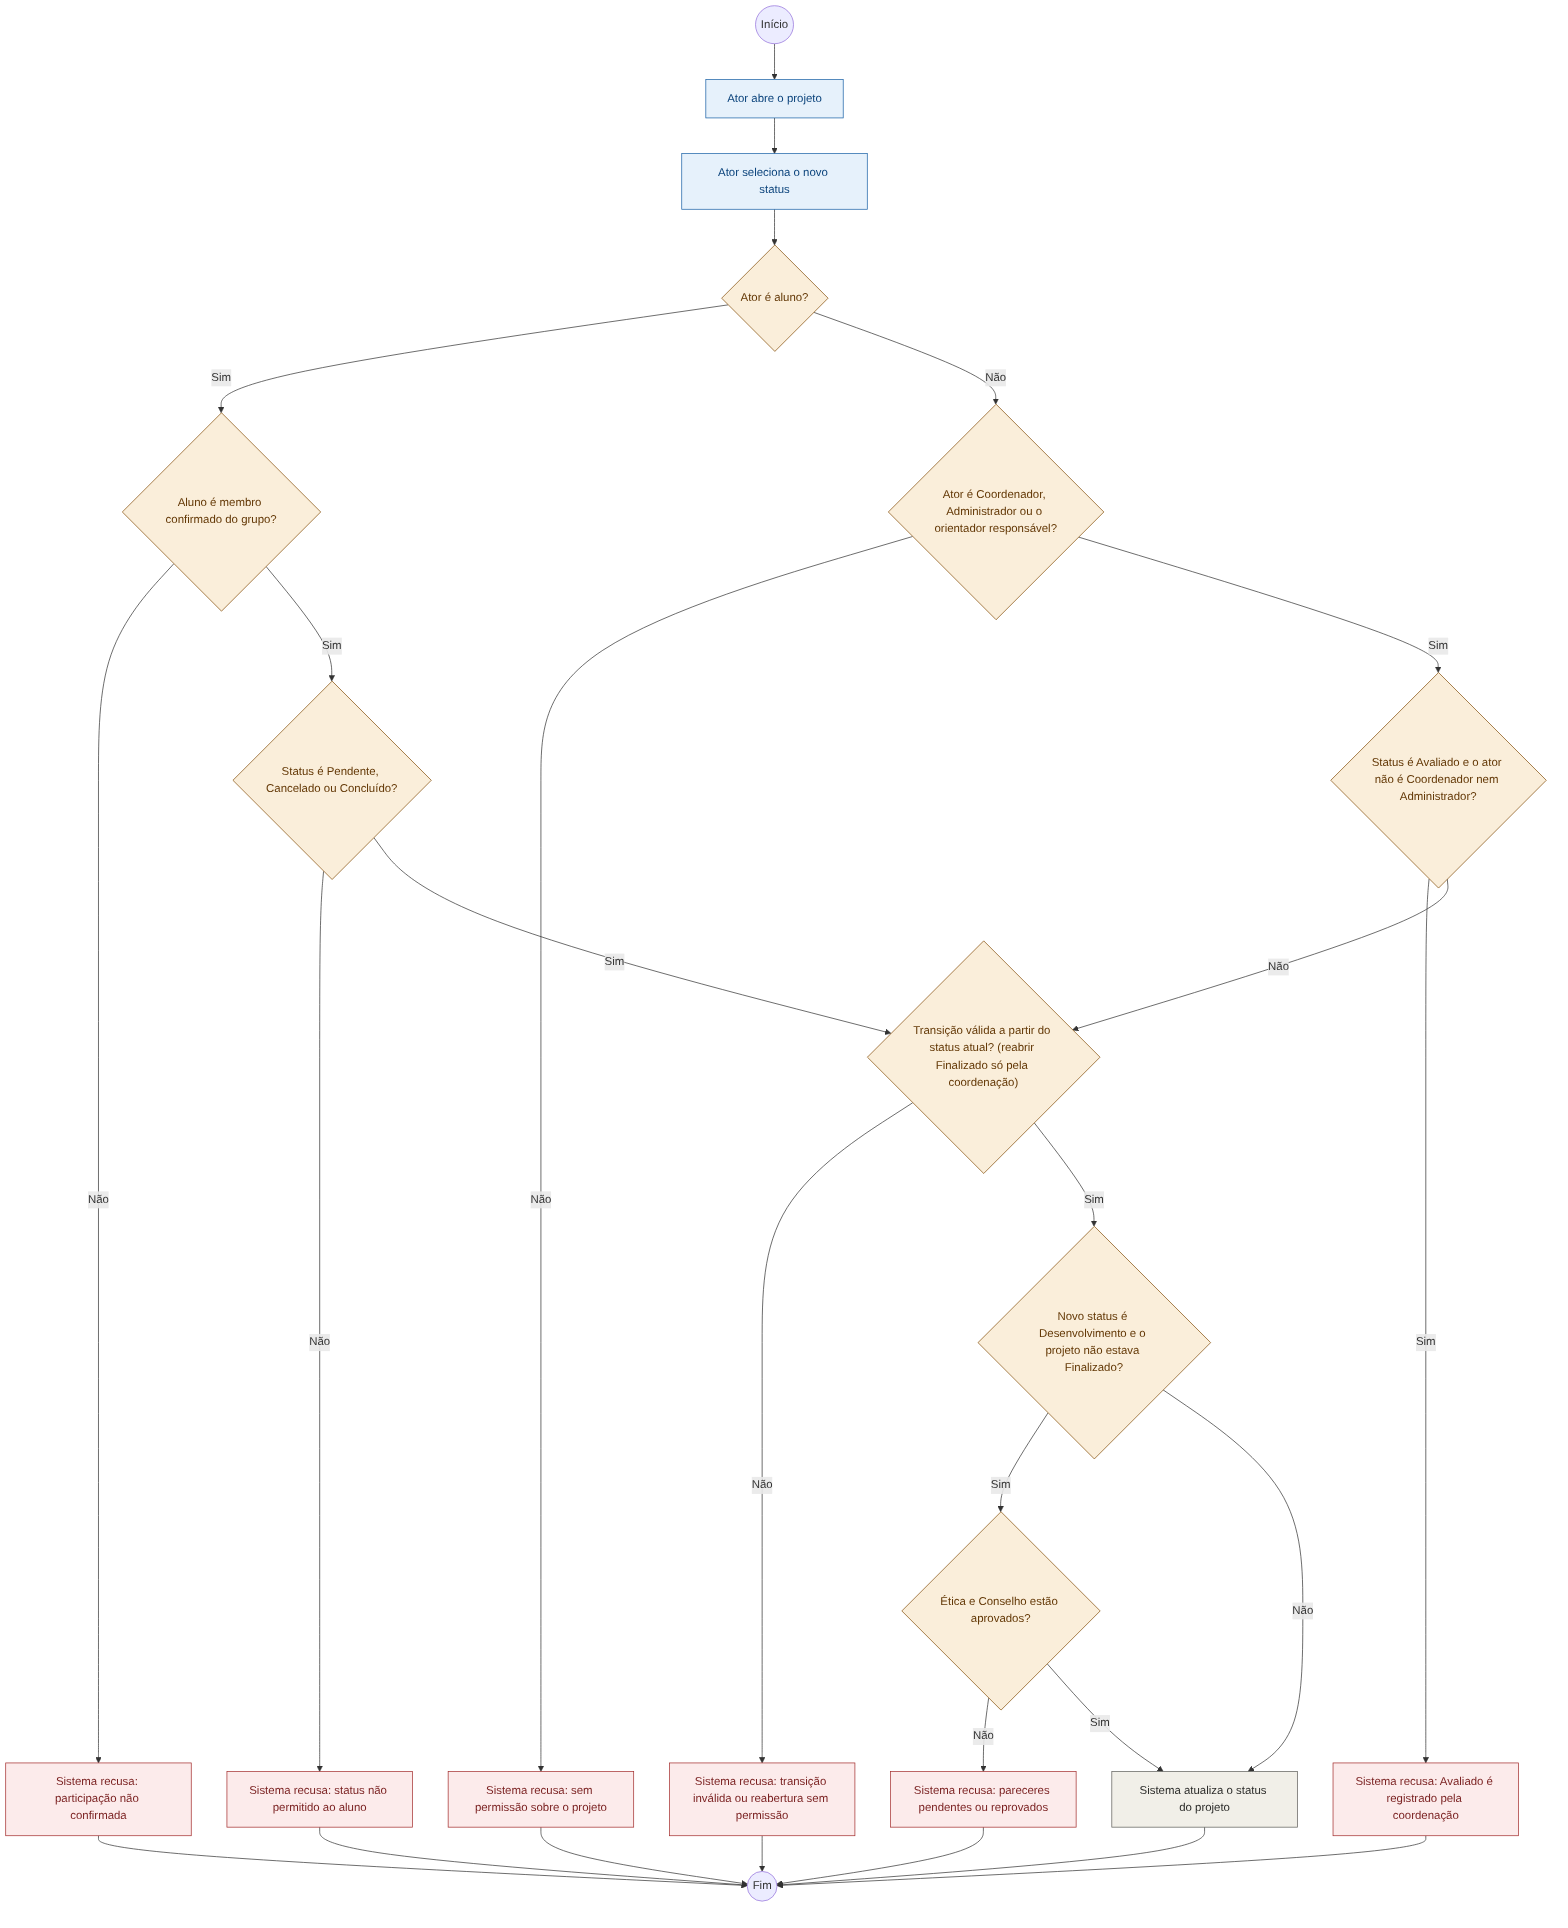 Início
Ator abre o projeto
Ator seleciona o novo
status
Ator é aluno?
Sim
Não
Aluno é membro
confirmado do grupo?
Ator é Coordenador,
Administrador ou o
orientador responsável?
Sim
Sim
Status é Pendente,
Cancelado ou Concluído?
Status é Avaliado e o ator
não é Coordenador nem
Administrador?
Sim
Não
Transição válida a partir do
status atual? (reabrir
Finalizado só pela
coordenação)
Não
Não
Sim
Não
Sim
Novo status é
Desenvolvimento e o
projeto não estava
Finalizado?
Não
Sim
Ética e Conselho estão
aprovados?
Não
Não
Sim
Sistema recusa:
participação não
confirmada
Sistema recusa: status não
permitido ao aluno
Sistema recusa: sem
permissão sobre o projeto
Sistema recusa: transição
inválida ou reabertura sem
permissão
Sistema recusa: pareceres
pendentes ou reprovados
Sistema atualiza o status
do projeto
Sistema recusa: Avaliado é
registrado pela
coordenação
Fim